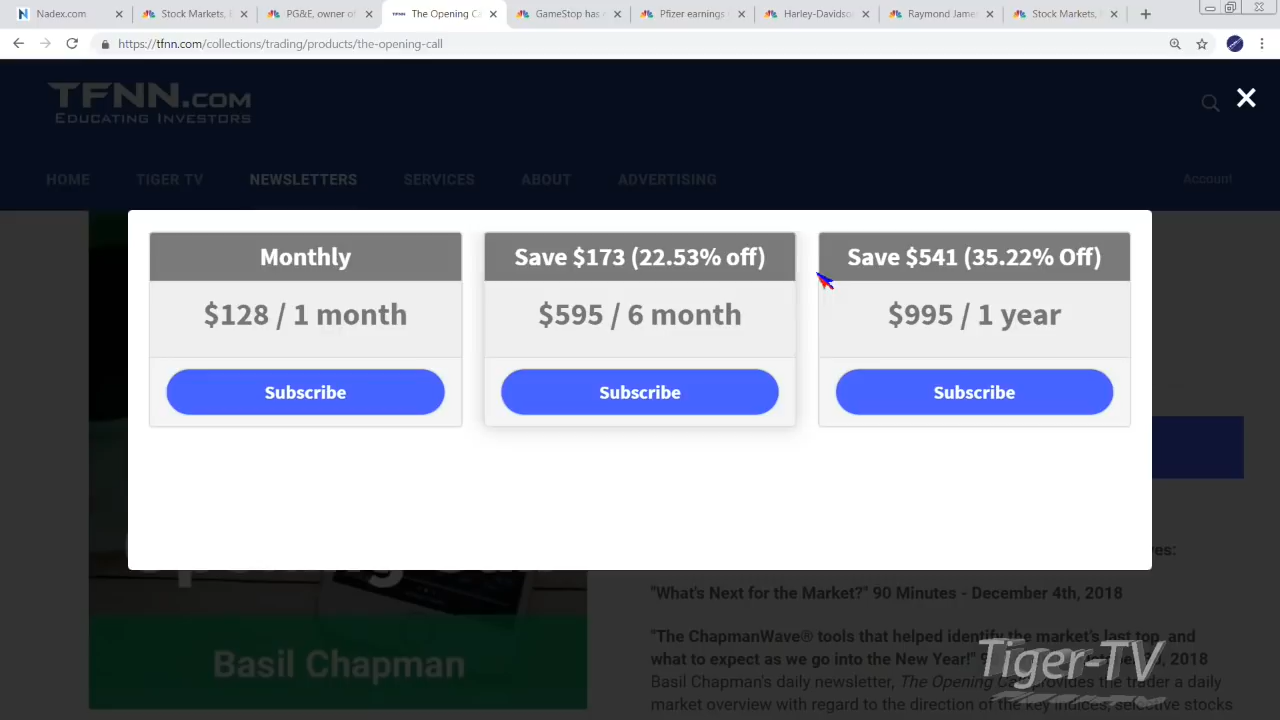 Nadex.com
Stock Markets, B
PG&E, owner of
TFNN The Opening Ca
GameStop has
Pfizer earnings
Harley-Davidson
Raymond James
Stock Markets,
https://tfnn.com/collections/trading/products/the-opening-call
TFNN.COM
EDUCATING INVESTORS
HOME
TIGER TV
NEWSLETTERS
SERVICES
ABOUT
ADVERTISING
Account
Monthly
$128 / 1 month
Subscribe
Save $173 (22.53% off)
$595 / 6 month
Subscribe
Save $541 (35.22% Off)
$995 / 1 year
Subscribe
Basil Chapman
"What's Next for the Market?" 90 Minutes - December 4th, 2018
"The ChapmanWave® tools that helped identify the market's last top, and
what to expect as we go into the New Year!" 2018
Basil Chapman's daily newsletter, The Opening Call, provides the trader a daily
market overview with regard to the direction of the key indices, selective stocks
Tiger-TV